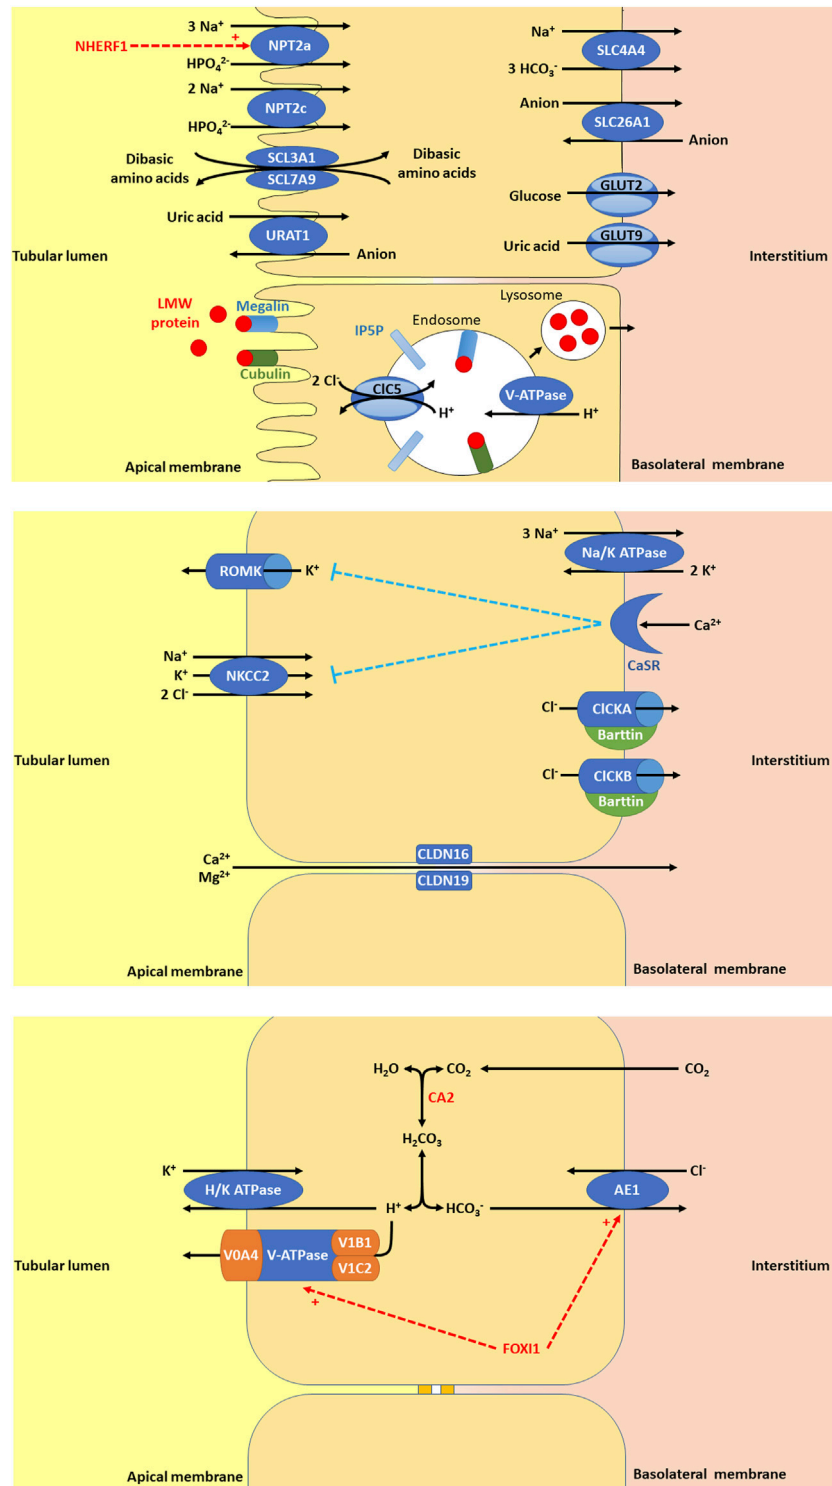 3 Na⁺
NHERF1
+
NPT2a
HPO₄²⁻
2 Na⁺
NPT2c
HPO₄²⁻
Dibasic
amino acids
SCL3A1
SCL7A9
Dibasic
amino acids
Uric acid
URAT1
Anion
Na⁺
SLC4A4
3 HCO₃⁻
Anion
SLC26A1
Anion
GLUT2
Glucose
GLUT9
Uric acid
Tubular lumen
Interstitium
LMW
protein
Megalin
Cubulin
IP5P
Endosome
Lysosome
2 Cl⁻
ClC5
H⁺
V-ATPase
H⁺
Apical membrane
Basolateral membrane
ROMK
K⁺
3 Na⁺
Na/K ATPase
2 K⁺
Ca²⁺
CaSR
Na⁺
K⁺
NKCC2
2 Cl⁻
Cl⁻
ClCKA
Barttin
Cl⁻
ClCKB
Barttin
Tubular lumen
Interstitium
Ca²⁺
Mg²⁺
CLDN16
CLDN19
Apical membrane
Basolateral membrane
H₂O
CO₂
CO₂
CA2
H₂CO₃
K⁺
H/K ATPase
H⁺
HCO₃⁻
Cl⁻
AE1
+
V0A4
V-ATPase
V1B1
V1C2
+
FOXI1
Tubular lumen
Interstitium
Apical membrane
Basolateral membrane